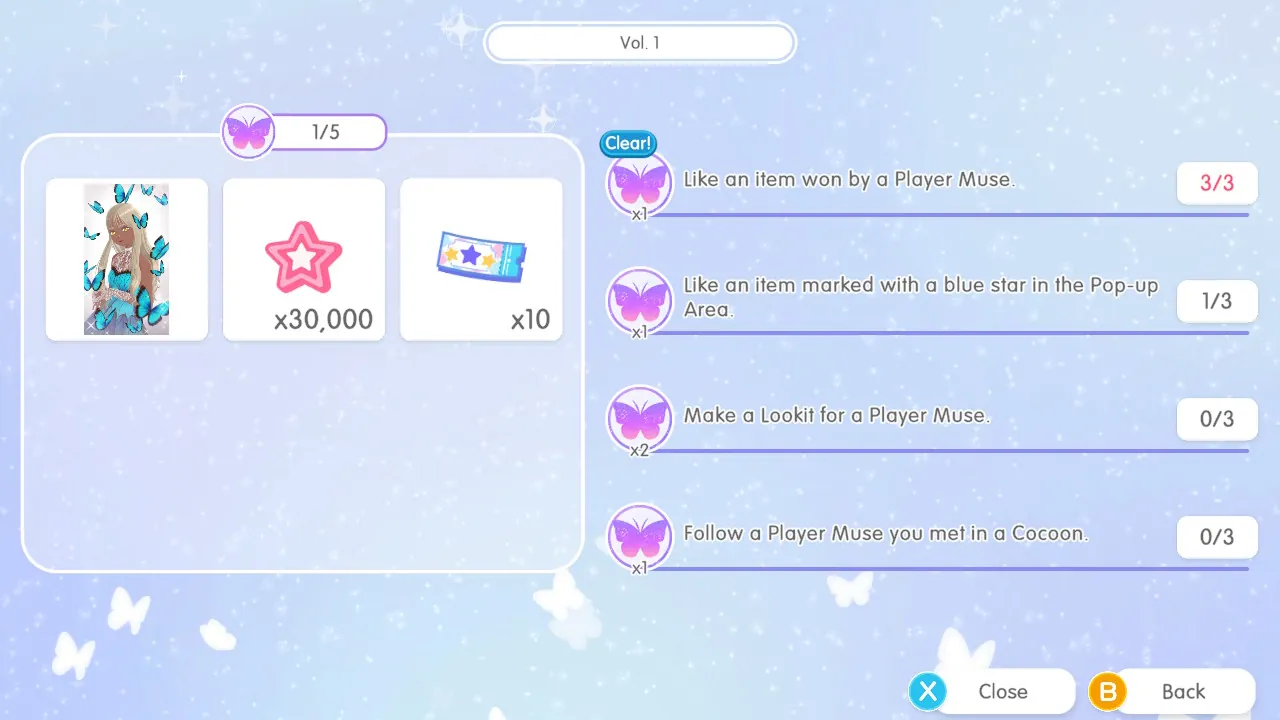 Vol. 1
1/5
x30,000
x10
Clear!
x1
Like an item won by a Player Muse.
3/3
x1
Like an item marked with a blue star in the Pop-up
Area.
1/3
x2
Make a Lookit for a Player Muse.
0/3
x1
Follow a Player Muse you met in a Cocoon.
0/3
X Close
B Back